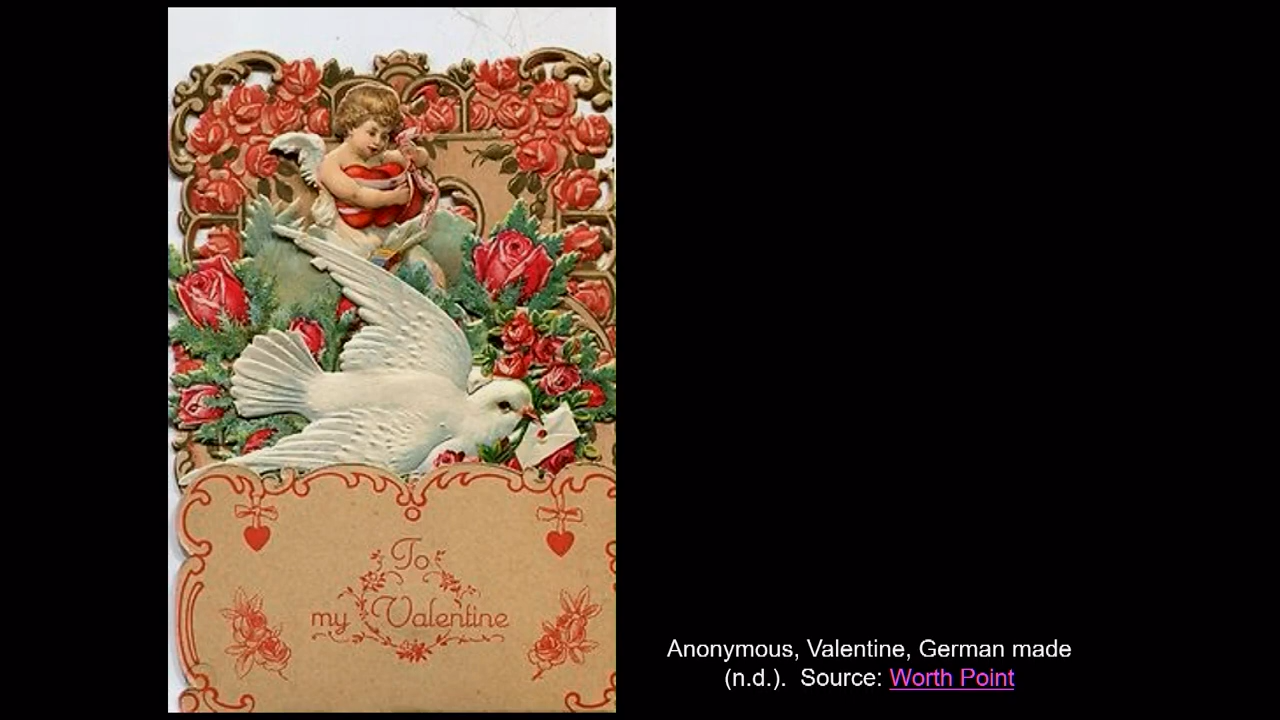 To
my Valentine
Anonymous, Valentine, German made
(n.d.).  Source: Worth Point